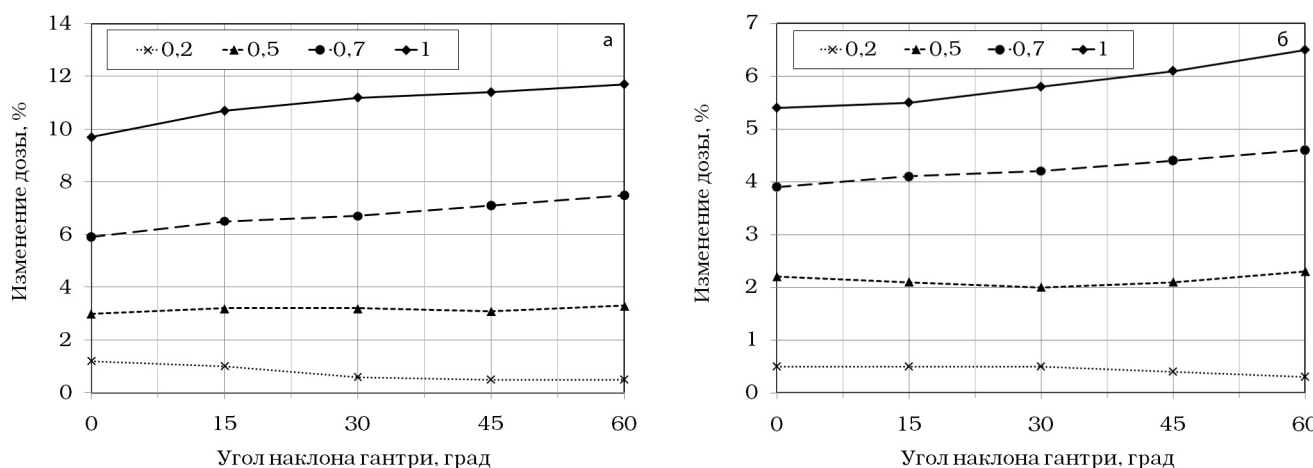 14
12
10
8
6
4
2
0
Изменение дозы, %
0,2 0,5 0,7 1
а
0 15 30 45 60
Угол наклона гантри, град
7
6
5
4
3
2
1
0
Изменение дозы, %
0,2 0,5 0,7 1
б
0 15 30 45 60
Угол наклона гантри, град